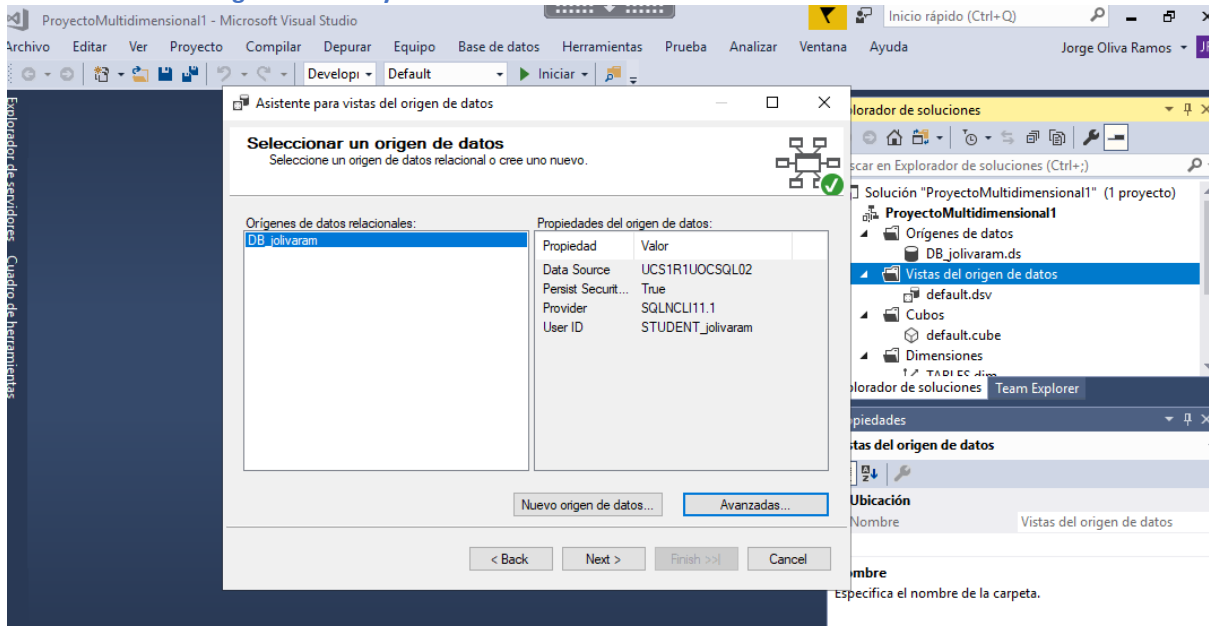 ProyectoMultidimensional1 - Microsoft Visual Studio
Inicio rápido (Ctrl+Q)
Archivo Editar Ver Proyecto Compilar Depurar Equipo Base de datos Herramientas Prueba Analizar Ventana Ayuda
Jorge Oliva Ramos
Developı Default Iniciar
Explorador de servidores
Cuadro de herramientas
Asistente para vistas del origen de datos
Seleccionar un origen de datos
Seleccione un origen de datos relacional o cree uno nuevo.
Orígenes de datos relacionales:
DB_jolivaram
Propiedades del origen de datos:
Propiedad Valor
Data Source UCS1R1UOCSQL02
Persist Securit... True
Provider SQLNCLI11.1
User ID STUDENT_jolivaram
Nuevo origen de datos...
Avanzadas...
< Back
Next >
Finish >>|
Cancel
lorador de soluciones
scar en Explorador de soluciones (Ctrl+;)
Solución "ProyectoMultidimensional1" (1 proyecto)
ProyectoMultidimensional1
Orígenes de datos
DB_jolivaram.ds
Vistas del origen de datos
default.dsv
Cubos
default.cube
Dimensiones
TABLES.dim
lorador de soluciones Team Explorer
piedades
stas del origen de datos
Ubicación
Nombre Vistas del origen de datos
mbre
Especifica el nombre de la carpeta.